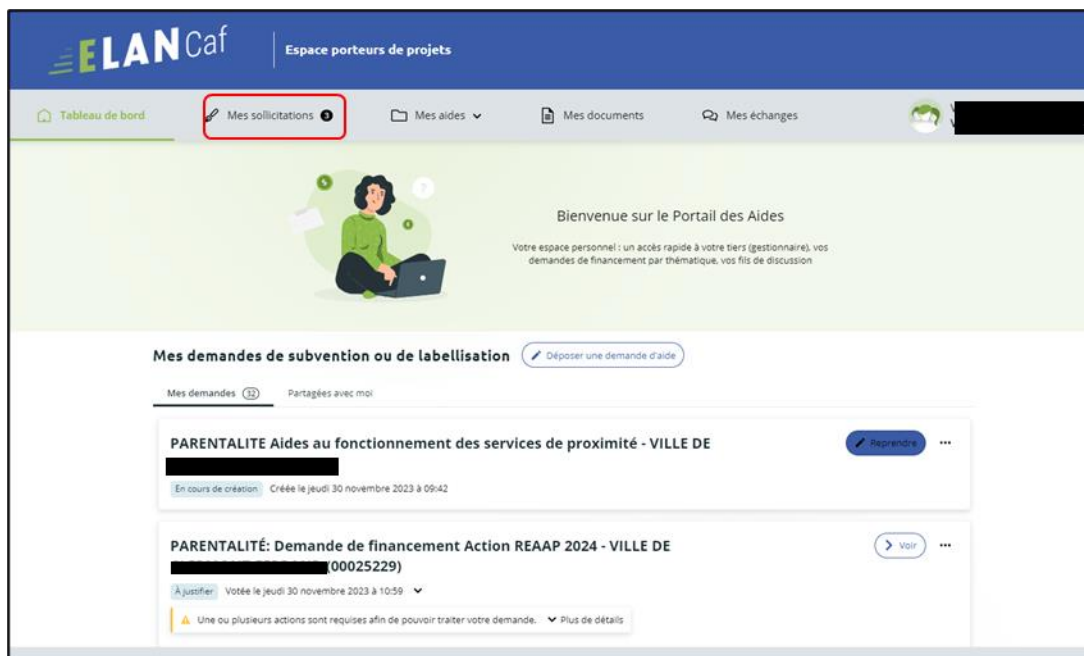 ELAN Caf
Espace porteurs de projets
Tableau de bord
Mes sollicitations 3
Mes aides
Mes documents
Mes échanges
Bienvenue sur le Portail des Aides
Votre espace personnel : un accès rapide à votre tiers (gestionnaire), vos
demandes de financement par thématique, vos fils de discussion
Mes demandes de subvention ou de labellisation
Déposer une demande d'aide
Mes demandes 32
Partagées avec moi
PARENTALITE Aides au fonctionnement des services de proximité - VILLE DE
Reprendre
En cours de création Créée le jeudi 30 novembre 2023 à 09:42
PARENTALITÉ: Demande de financement Action REAAP 2024 - VILLE DE
Voir
(00025229)
À justifier Votée le jeudi 30 novembre 2023 à 10:59
Une ou plusieurs actions sont requises afin de pouvoir traiter votre demande. Plus de détails